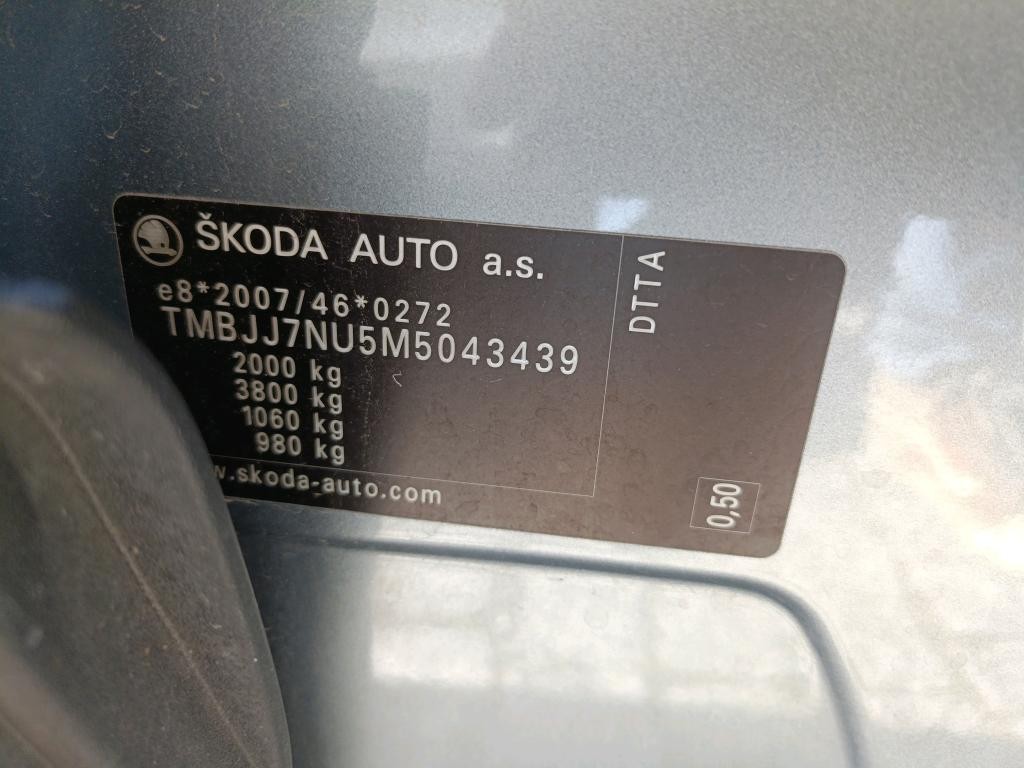 ŠKODA AUTO a.s.
e8*2007/46*0272
TMBJJ7NU5M5043439
2000 kg
3800 kg
1060 kg
980 kg
.skoda-auto.com
DTTA
0,50